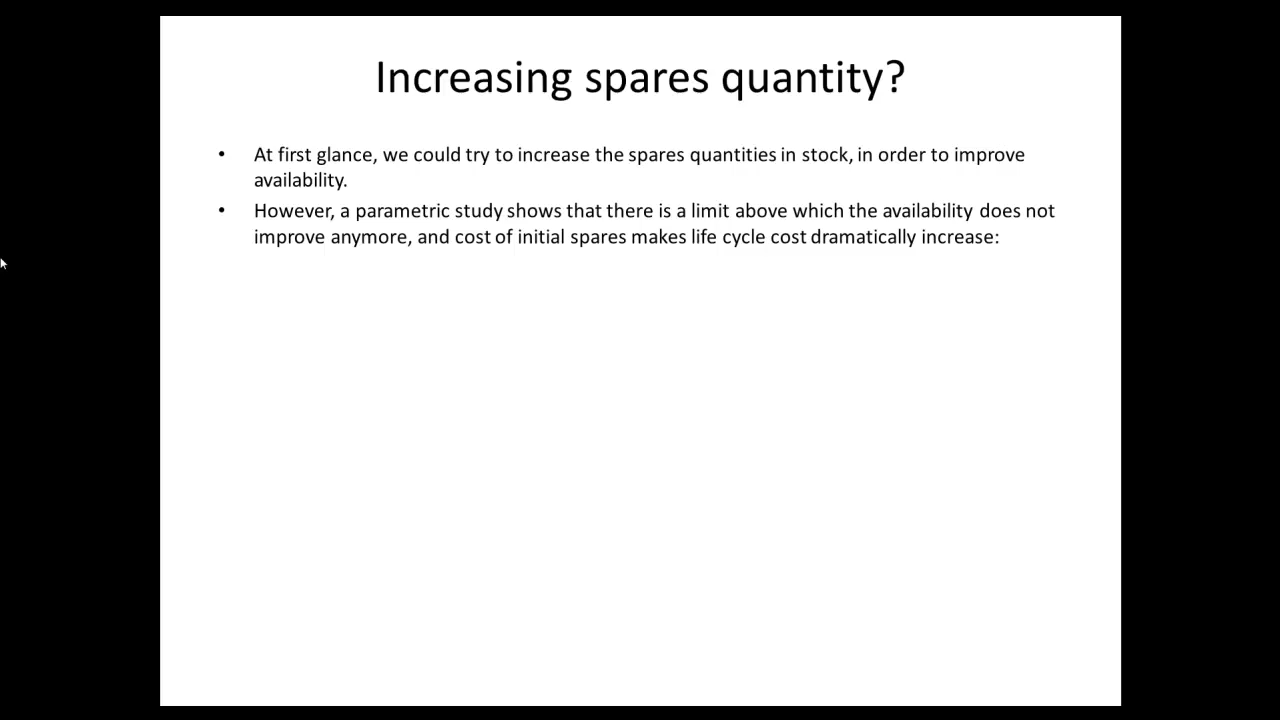 Increasing spares quantity?
• At first glance, we could try to increase the spares quantities in stock, in order to improve
availability.
• However, a parametric study shows that there is a limit above which the availability does not
improve anymore, and cost of initial spares makes life cycle cost dramatically increase: